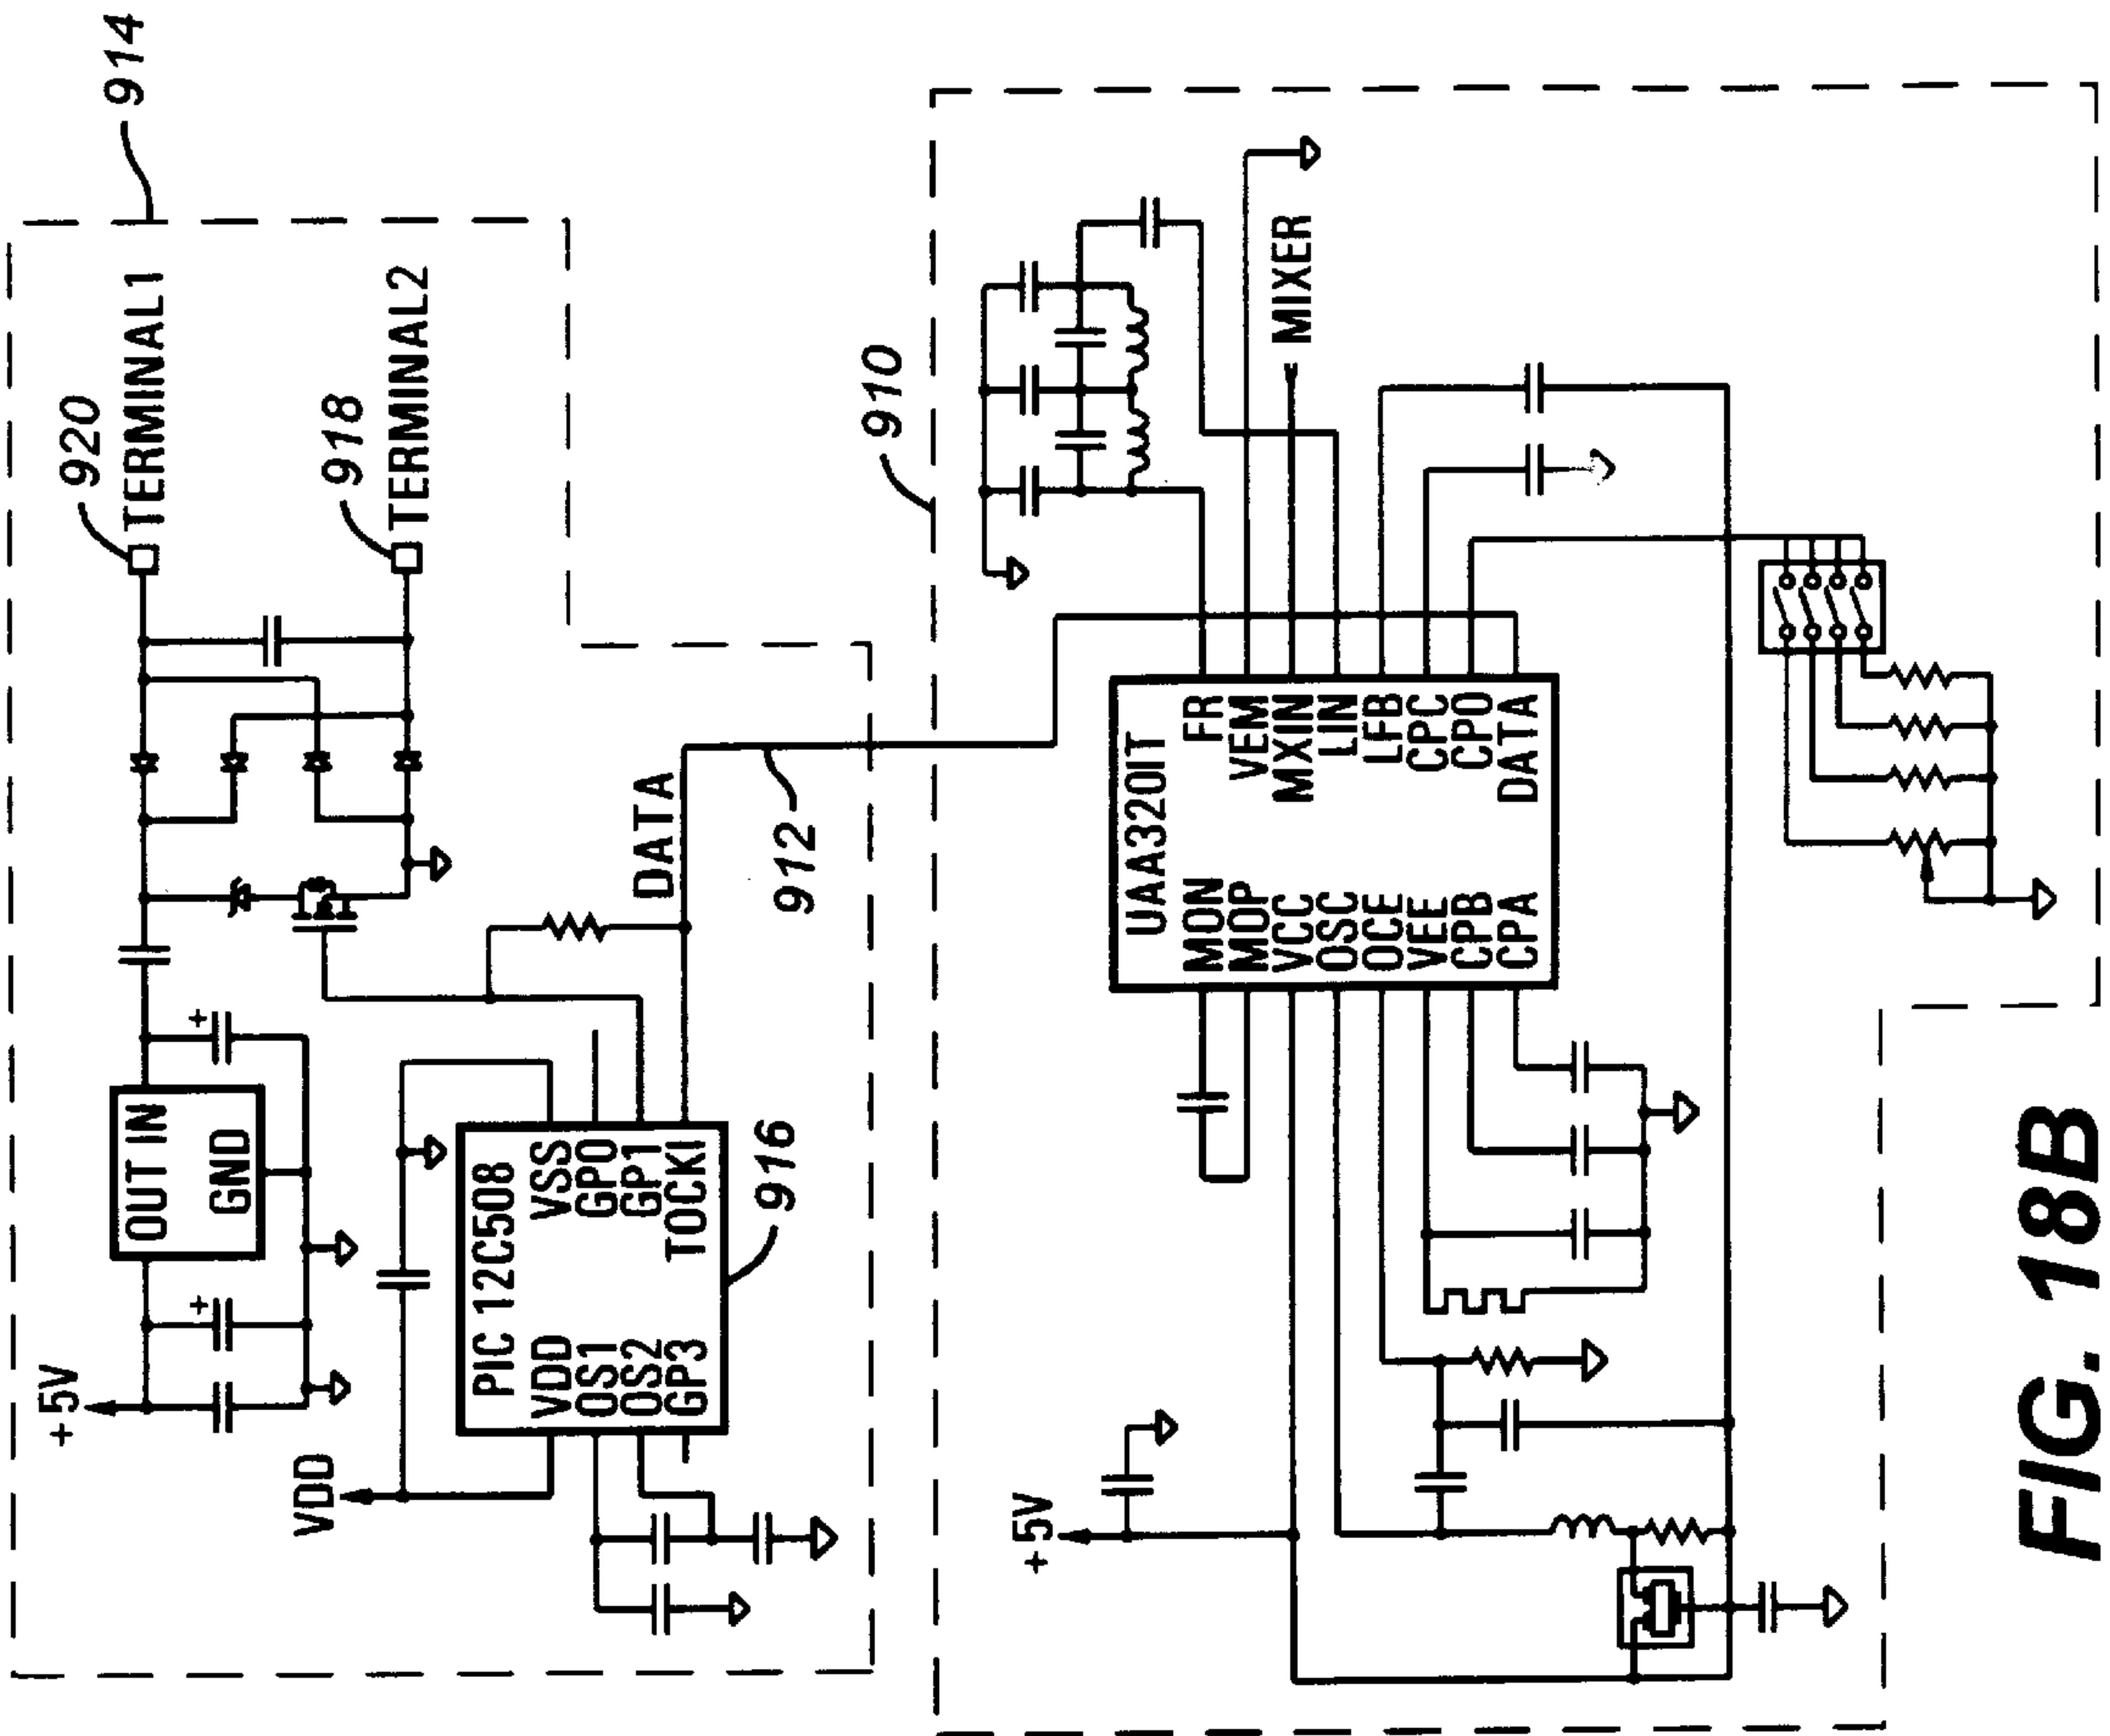 914
920
TERMINAL1
918
TERMINAL2
+5V
OUT IN
GND
+
+
VDD
PIC 12C508
VDD
OS1
OS2
GP3
VSS
GP0
GP1
TOCKI
916
DATA
912
910
MIXER
+5V
UAA320IT
MON
MOP
VCC
OSC
OCE
VEE
CPB
CPA
FR
VEM
MXIN
LIN
LFB
CPC
CPO
DATA
FIG. 18B